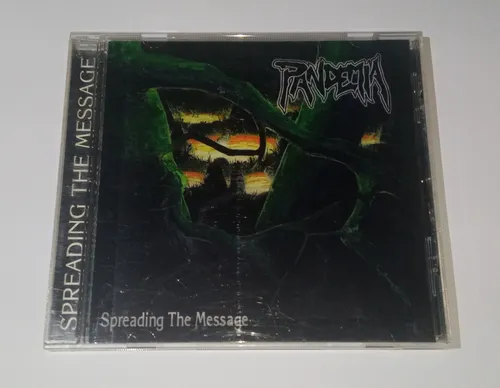 SPREADING THE MESSAGE
PANDEMIA
Spreading The Message